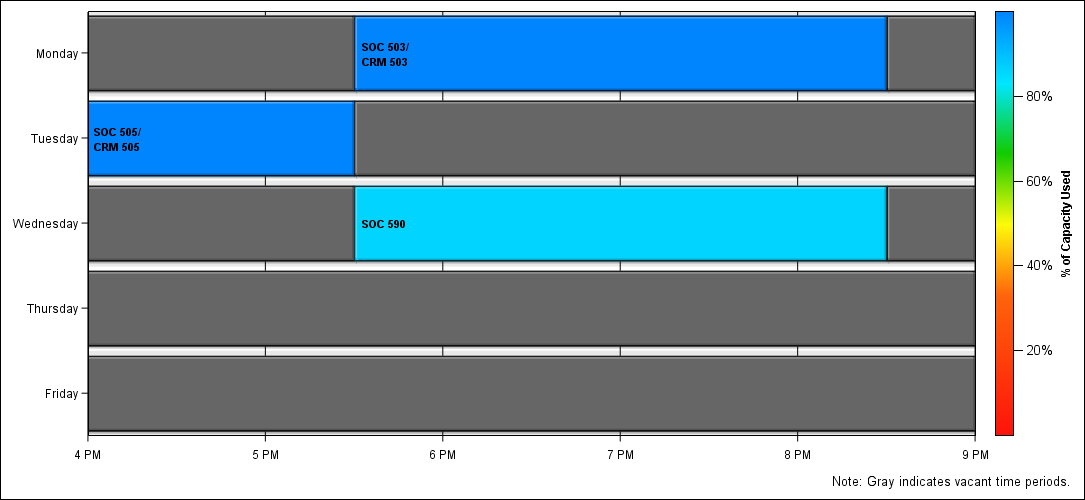 Monday
SOC 503/
CRM 503
Tuesday
SOC 505/
CRM 505
Wednesday
SOC 590
Thursday
Friday
4 PM
5 PM
6 PM
7 PM
8 PM
9 PM
80%
60%
40%
20%
% of Capacity Used
Note: Gray indicates vacant time periods.